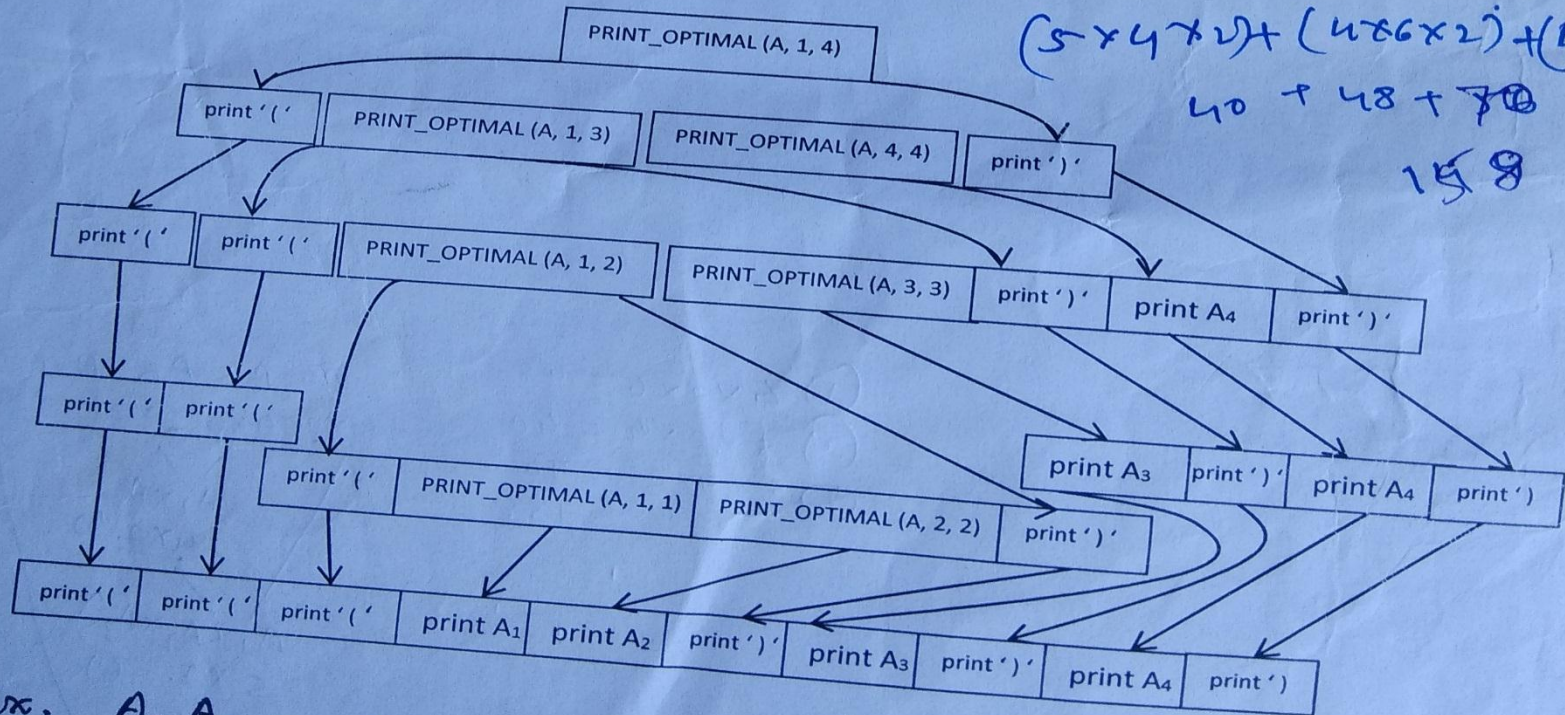 PRINT_OPTIMAL (A, 1, 4)
(5 x 4 x 2) + (4 x 6 x 2) + (
40 + 48 + 70
158
print '(' PRINT_OPTIMAL (A, 1, 3) PRINT_OPTIMAL (A, 4, 4) print ')'
print '(' print '(' PRINT_OPTIMAL (A, 1, 2) PRINT_OPTIMAL (A, 3, 3) print ')' print A4 print ')'
print '(' print '('
print A3 print ')' print A4 print ')
print '(' PRINT_OPTIMAL (A, 1, 1) PRINT_OPTIMAL (A, 2, 2) print ')'
print '(' print '(' print '(' print A1 print A2 print ')' print A3 print ')' print A4 print ')
x. A A